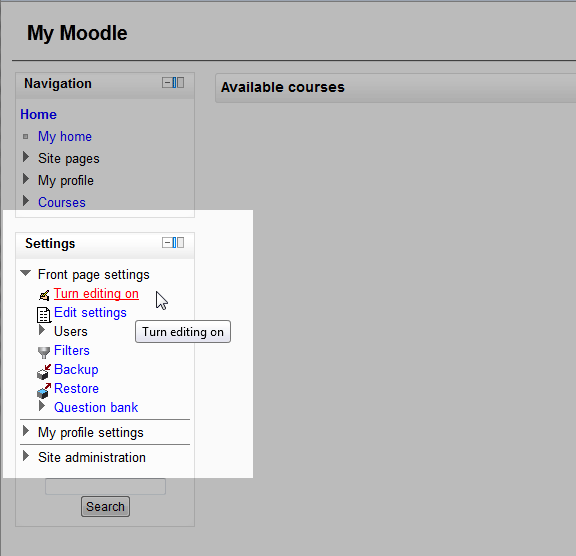 My Moodle
Navigation
Home
My home
Site pages
My profile
Courses
Available courses
Settings
Front page settings
Turn editing on
Edit settings
Users
Turn editing on
Filters
Backup
Restore
Question bank
My profile settings
Site administration
Search